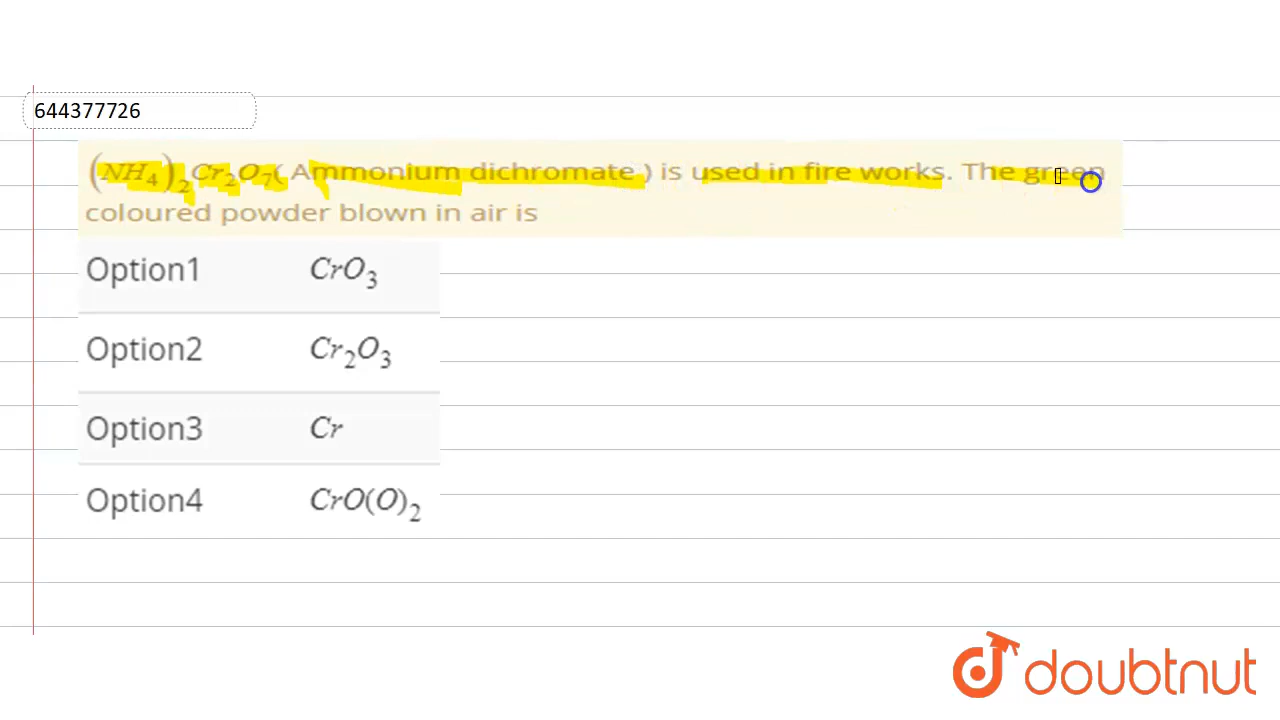 644377726
(NH₄)₂Cr₂O₇( Ammonium dichromate ) is used in fire works. The green
coloured powder blown in air is
Option1 CrO₃
Option2 Cr₂O₃
Option3 Cr
Option4 CrO(O)₂
doubtnut